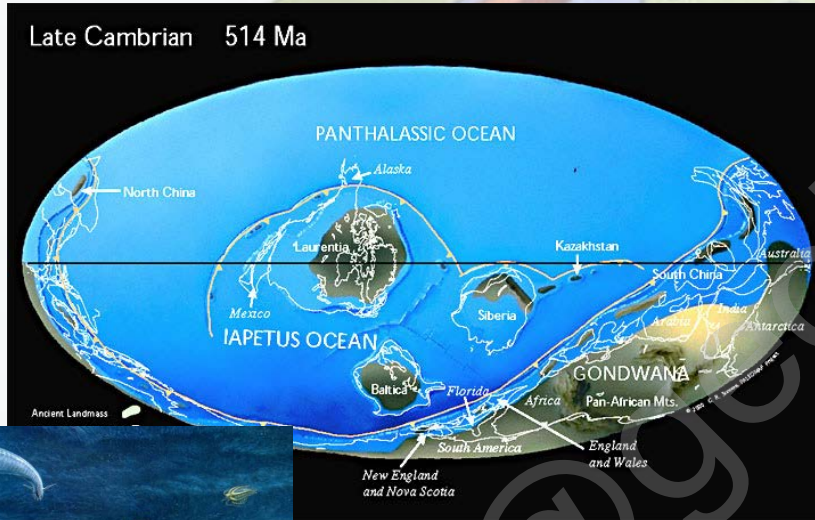 Late Cambrian 514 Ma
PANTHALASSIC OCEAN
Alaska
North China
Laurentia
Kazakhstan
Australia
South China
Mexico
Siberia
India
Arabia
Antarctica
IAPETUS OCEAN
GONDWANA
Baltica
Florida
Africa
Pan-African Mts.
Ancient Landmass
South America
England
and Wales
New England
and Nova Scotia